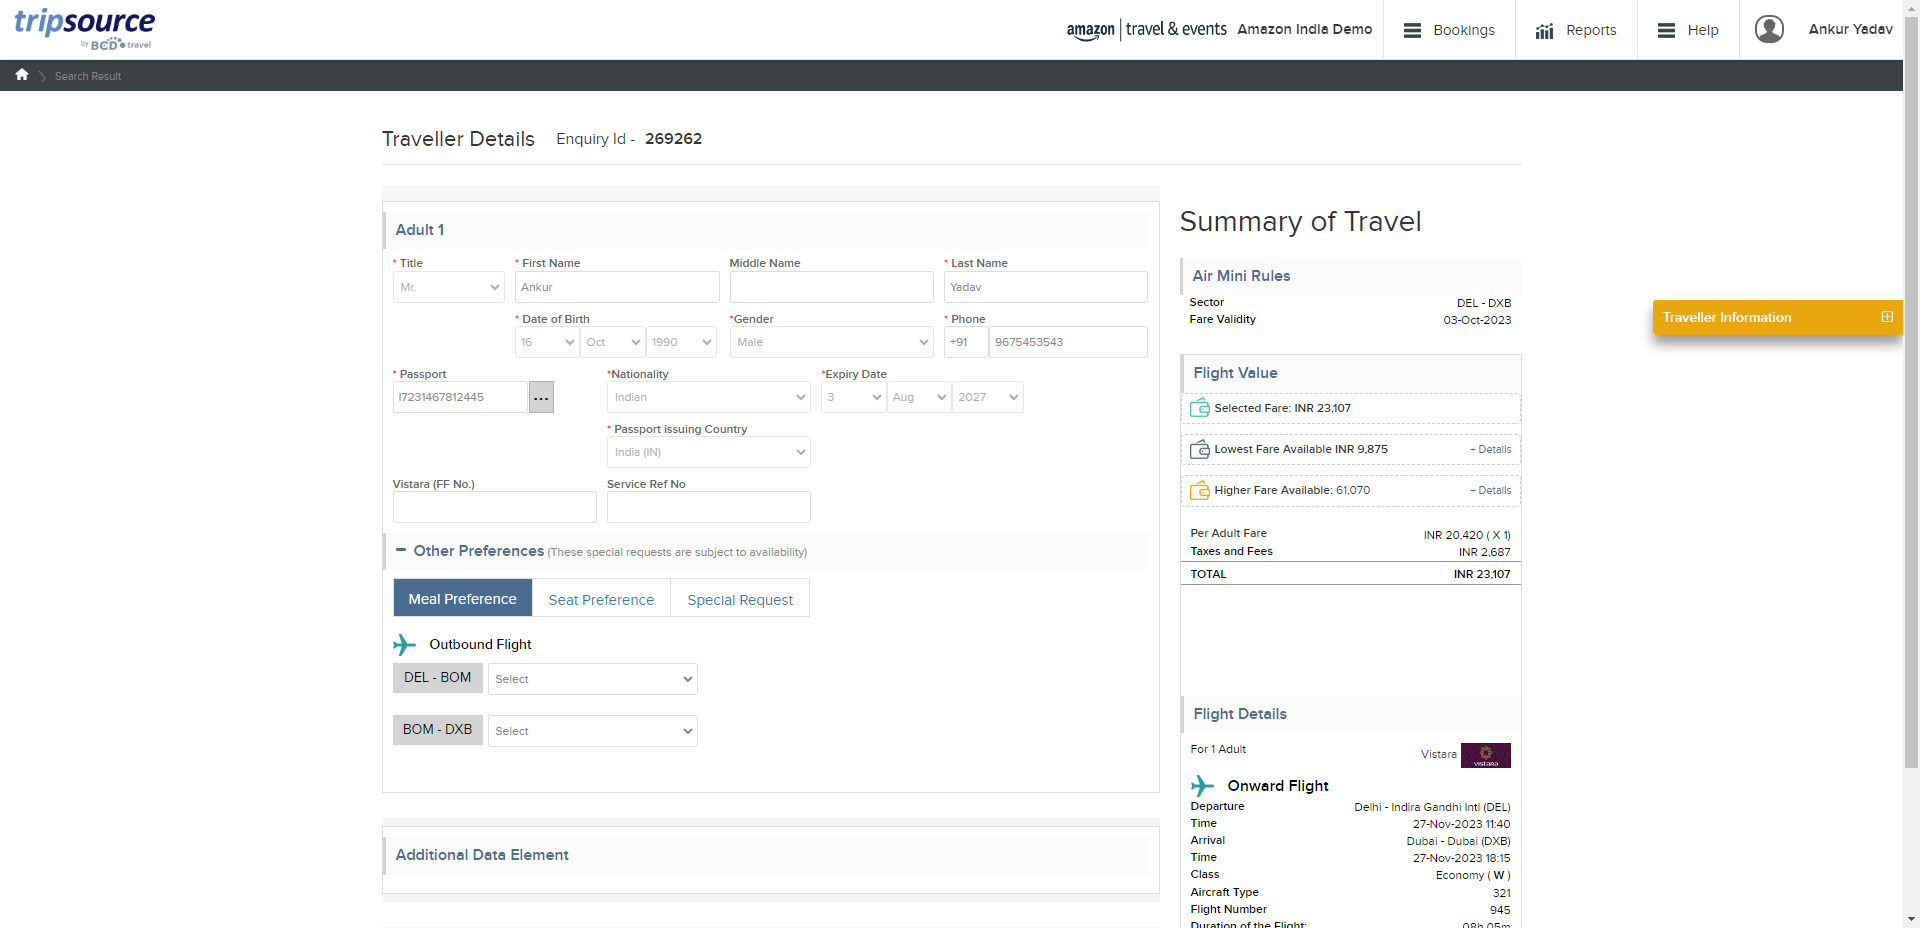 tripsource
by BCD travel
amazon travel & events Amazon India Demo
Bookings
Reports
Help
Ankur Yadav
Search Result
Traveller Details Enquiry Id - 269262
Adult 1
* Title
* First Name
Middle Name
* Last Name
Mr.
Ankur
Yadav
* Date of Birth
*Gender
* Phone
16 Oct 1990
Male
+91 9675453543
* Passport
*Nationality
*Expiry Date
I7231467812445 ...
Indian
3 Aug 2027
* Passport issuing Country
India (IN)
Vistara (FF No.)
Service Ref No
− Other Preferences (These special requests are subject to availability)
Meal Preference
Seat Preference
Special Request
Outbound Flight
DEL - BOM Select
BOM - DXB Select
Additional Data Element
Summary of Travel
Air Mini Rules
Sector DEL - DXB
Fare Validity 03-Oct-2023
Flight Value
Selected Fare: INR 23,107
Lowest Fare Available INR 9,875 + Details
Higher Fare Available: 61,070 + Details
Per Adult Fare INR 20,420 ( X 1)
Taxes and Fees INR 2,687
TOTAL INR 23,107
Flight Details
For 1 Adult Vistara vistara
Onward Flight
Departure Delhi - Indira Gandhi Intl (DEL)
Time 27-Nov-2023 11:40
Arrival Dubai - Dubai (DXB)
Time 27-Nov-2023 18:15
Class Economy ( W )
Aircraft Type 321
Flight Number 945
Duration of the Flight: 08h 05m
Traveller Information